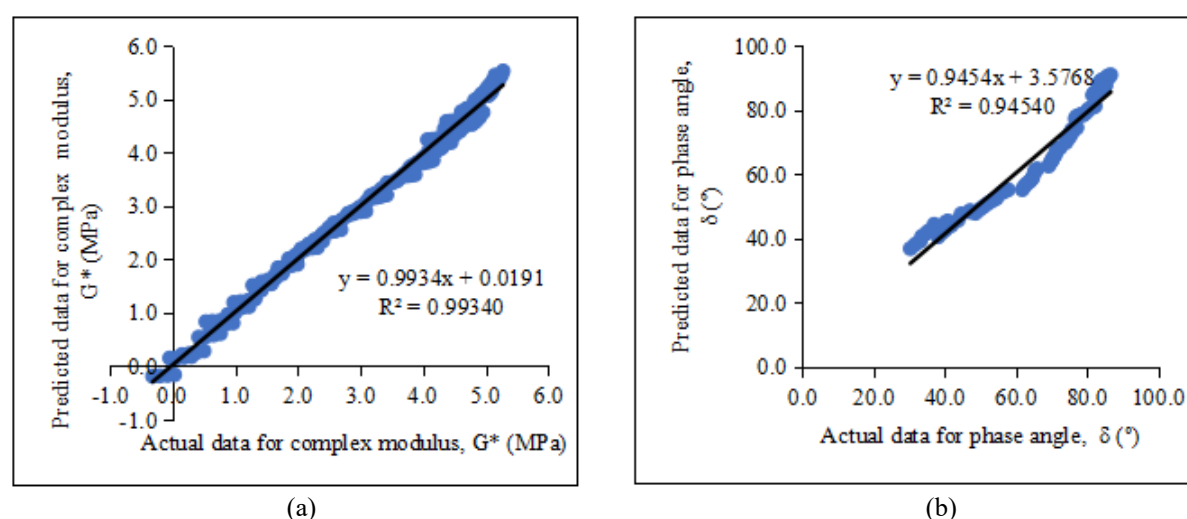 Predicted data for complex modulus,
G* (MPa)
6.0
5.0
4.0
3.0
2.0
1.0
0.0
-1.0
y = 0.9934x + 0.0191
R² = 0.99340
-1.0 0.0 1.0 2.0 3.0 4.0 5.0 6.0
Actual data for complex modulus, G* (MPa)
(a)
Predicted data for phase angle,
δ (°)
100.0
80.0
60.0
40.0
20.0
0.0
y = 0.9454x + 3.5768
R² = 0.94540
0.0 20.0 40.0 60.0 80.0 100.0
Actual data for phase angle, δ (°)
(b)